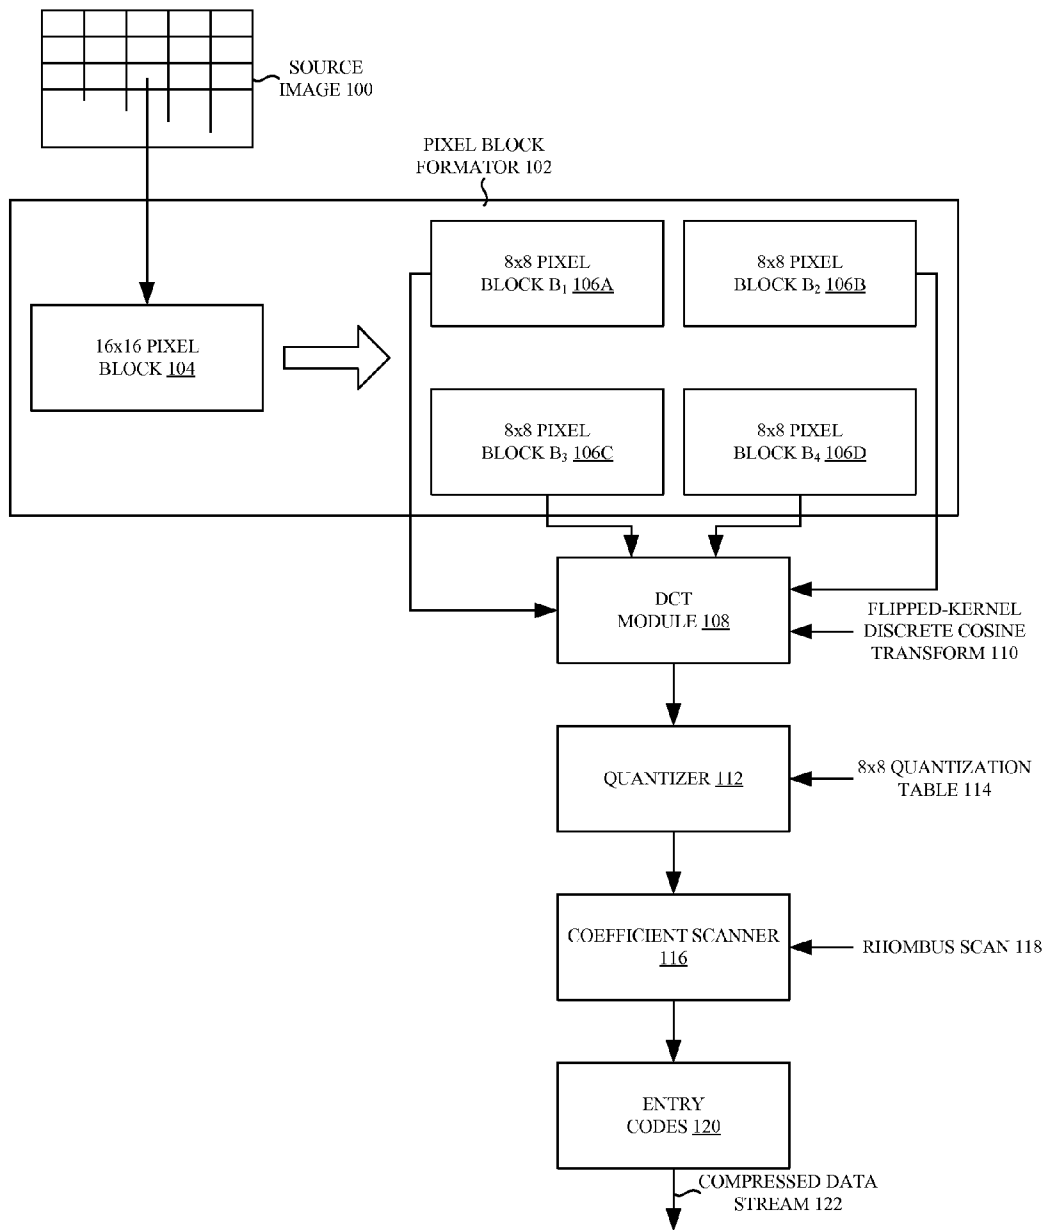 SOURCE
IMAGE 100
PIXEL BLOCK
FORMATOR 102
8x8 PIXEL
BLOCK B₁ 106A
8x8 PIXEL
BLOCK B₂ 106B
16x16 PIXEL
BLOCK 104
8x8 PIXEL
BLOCK B₃ 106C
8x8 PIXEL
BLOCK B₄ 106D
DCT
MODULE 108
FLIPPED-KERNEL
DISCRETE COSINE
TRANSFORM 110
QUANTIZER 112
8x8 QUANTIZATION
TABLE 114
COEFFICIENT SCANNER
116
RHOMBUS SCAN 118
ENTRY
CODES 120
COMPRESSED DATA
STREAM 122